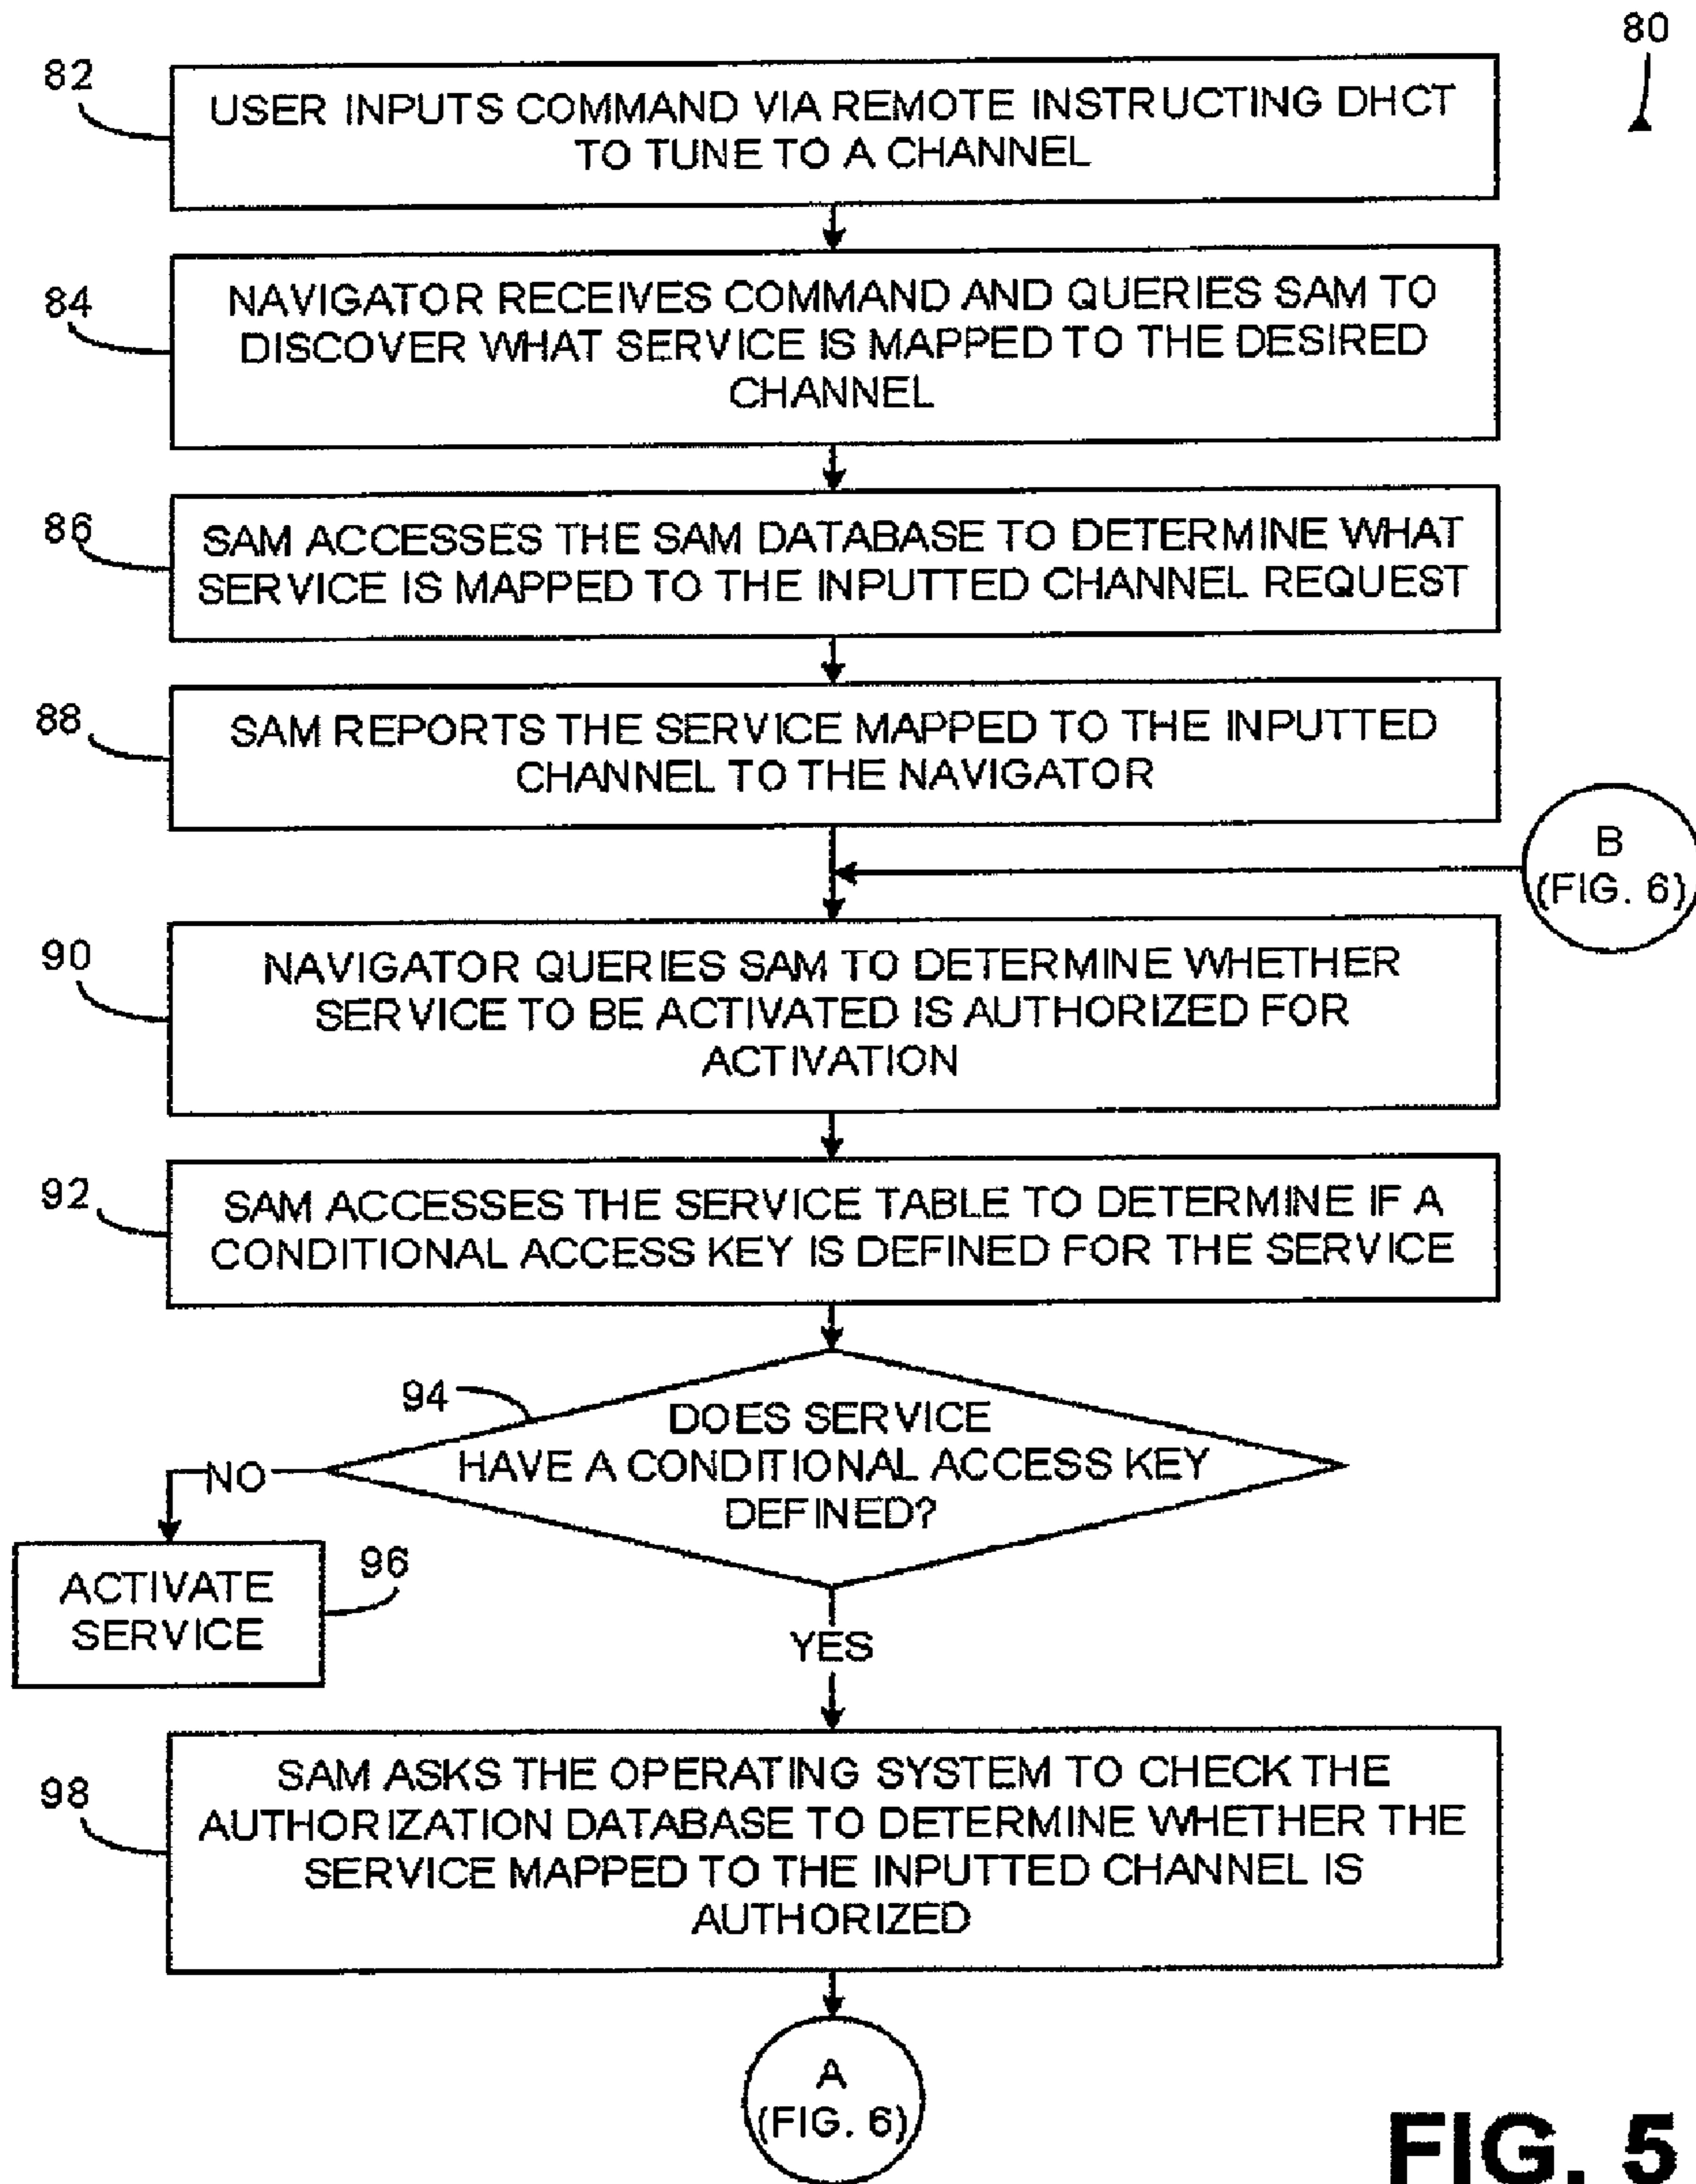 80
82
USER INPUTS COMMAND VIA REMOTE INSTRUCTING DHCT
TO TUNE TO A CHANNEL
84
NAVIGATOR RECEIVES COMMAND AND QUERIES SAM TO
DISCOVER WHAT SERVICE IS MAPPED TO THE DESIRED
CHANNEL
86
SAM ACCESSES THE SAM DATABASE TO DETERMINE WHAT
SERVICE IS MAPPED TO THE INPUTTED CHANNEL REQUEST
88
SAM REPORTS THE SERVICE MAPPED TO THE INPUTTED
CHANNEL TO THE NAVIGATOR
B
(FIG. 6)
90
NAVIGATOR QUERIES SAM TO DETERMINE WHETHER
SERVICE TO BE ACTIVATED IS AUTHORIZED FOR
ACTIVATION
92
SAM ACCESSES THE SERVICE TABLE TO DETERMINE IF A
CONDITIONAL ACCESS KEY IS DEFINED FOR THE SERVICE
94
DOES SERVICE
HAVE A CONDITIONAL ACCESS KEY
DEFINED?
NO
ACTIVATE
SERVICE
96
YES
98
SAM ASKS THE OPERATING SYSTEM TO CHECK THE
AUTHORIZATION DATABASE TO DETERMINE WHETHER THE
SERVICE MAPPED TO THE INPUTTED CHANNEL IS
AUTHORIZED
A
(FIG. 6)
FIG. 5